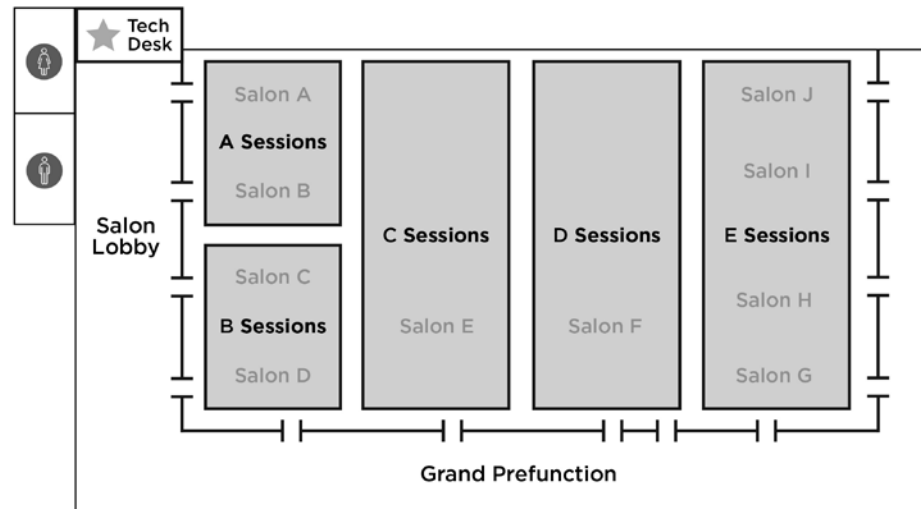 Tech
Desk
Salon A
A Sessions
Salon B
Salon
Lobby
Salon C
B Sessions
Salon D
C Sessions
Salon E
D Sessions
Salon F
Salon J
Salon I
E Sessions
Salon H
Salon G
Grand Prefunction